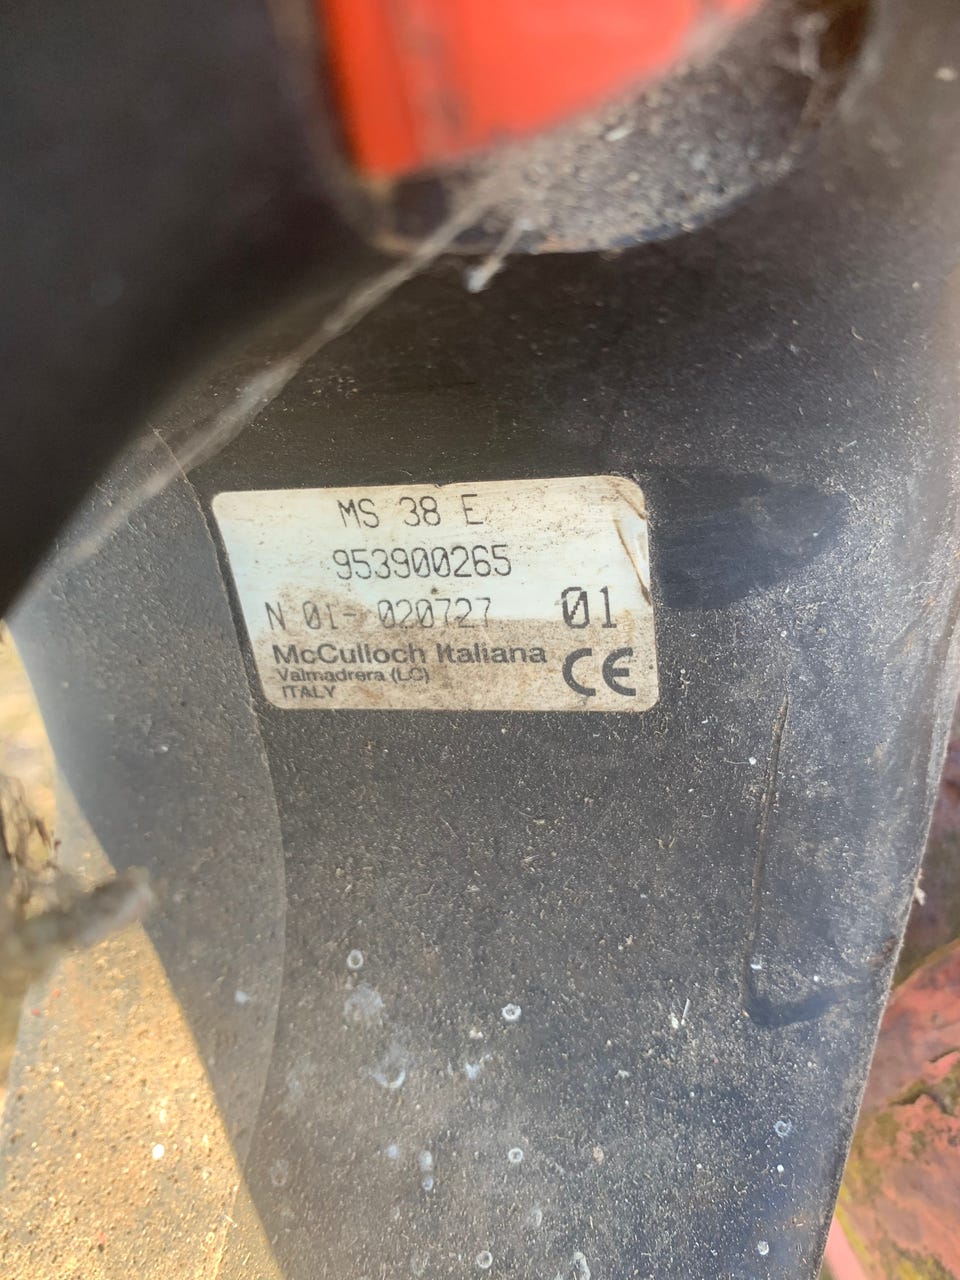 MS 38 E
953900265
N 01- 020727 01
McCulloch Italiana
Valmadrera (LC)
ITALY
CE